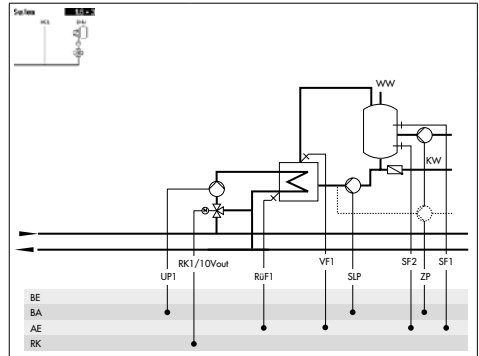 System
WW
KW
RK1/10Vout
VF1
SF2
SF1
UP1
RüF1
SLP
ZP
BE
BA
AE
RK